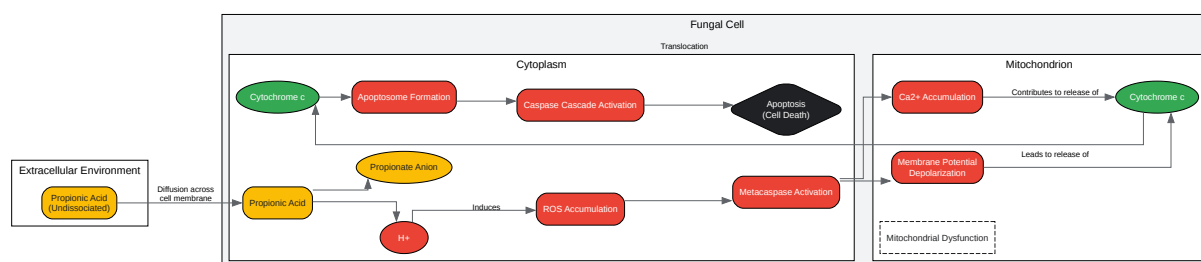 Fungal Cell
Translocation
Cytoplasm
Mitochondrion
Cytochrome c
Apoptosome Formation
Caspase Cascade Activation
Apoptosis
(Cell Death)
Ca2+ Accumulation
Contributes to release of
Cytochrome c
Extracellular Environment
Propionic Acid
(Undissociated)
Diffusion across
cell membrane
Propionate Anion
Propionic Acid
H+
Induces
ROS Accumulation
Metacaspase Activation
Membrane Potential
Depolarization
Leads to release of
Mitochondrial Dysfunction